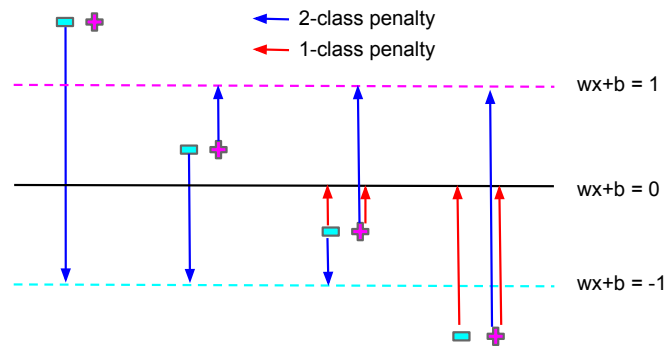 2-class penalty
1-class penalty
wx+b = 1
wx+b = 0
wx+b = -1